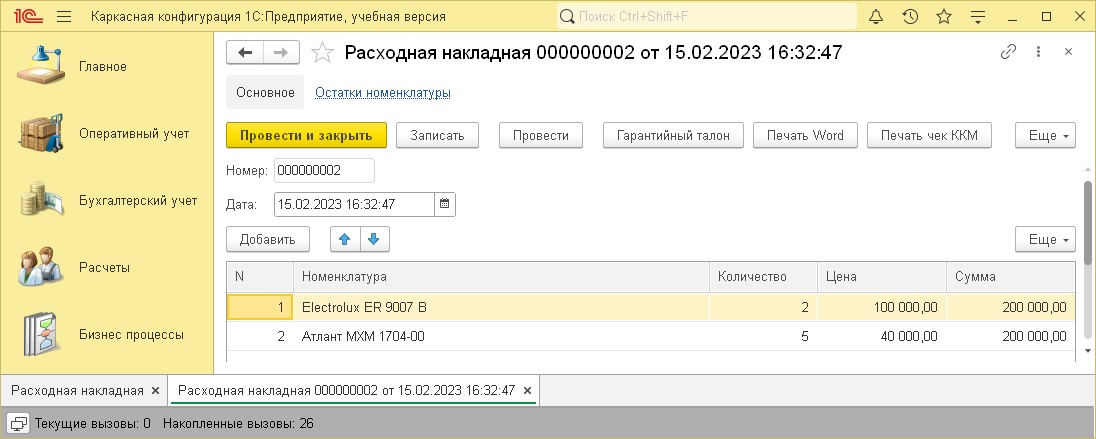 1С Каркасная конфигурация 1С:Предприятие, учебная версия Поиск Ctrl+Shift+F
Главное
Оперативный учет
Бухгалтерский учет
Расчеты
Бизнес процессы
Расходная накладная 000000002 от 15.02.2023 16:32:47
Основное Остатки номенклатуры
Провести и закрыть Записать Провести Гарантийный талон Печать Word Печать чек ККМ Еще
Номер: 000000002
Дата: 15.02.2023 16:32:47
Добавить Еще
N Номенклатура Количество Цена Сумма
1 Electrolux ER 9007 B 2 100 000,00 200 000,00
2 Атлант МХМ 1704-00 5 40 000,00 200 000,00
Расходная накладная Расходная накладная 000000002 от 15.02.2023 16:32:47
Текущие вызовы: 0 Накопленные вызовы: 26